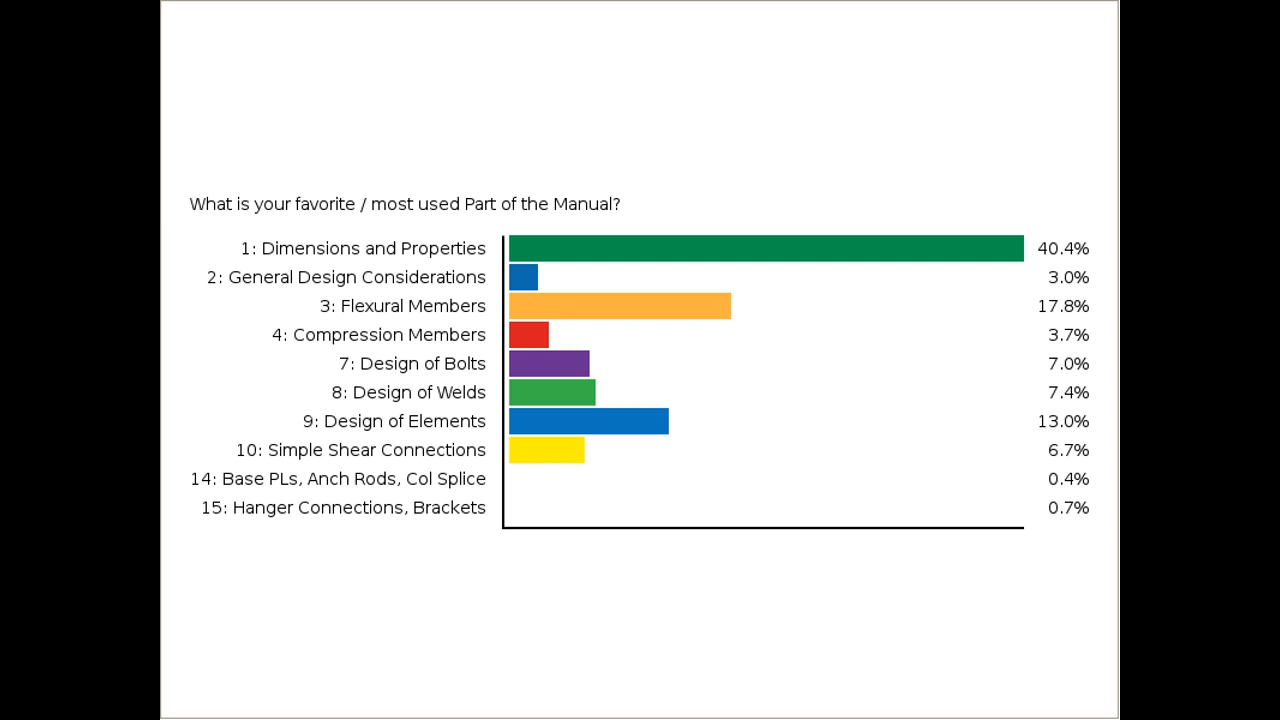 What is your favorite / most used Part of the Manual?
1: Dimensions and Properties 40.4%
2: General Design Considerations 3.0%
3: Flexural Members 17.8%
4: Compression Members 3.7%
7: Design of Bolts 7.0%
8: Design of Welds 7.4%
9: Design of Elements 13.0%
10: Simple Shear Connections 6.7%
14: Base PLs, Anch Rods, Col Splice 0.4%
15: Hanger Connections, Brackets 0.7%